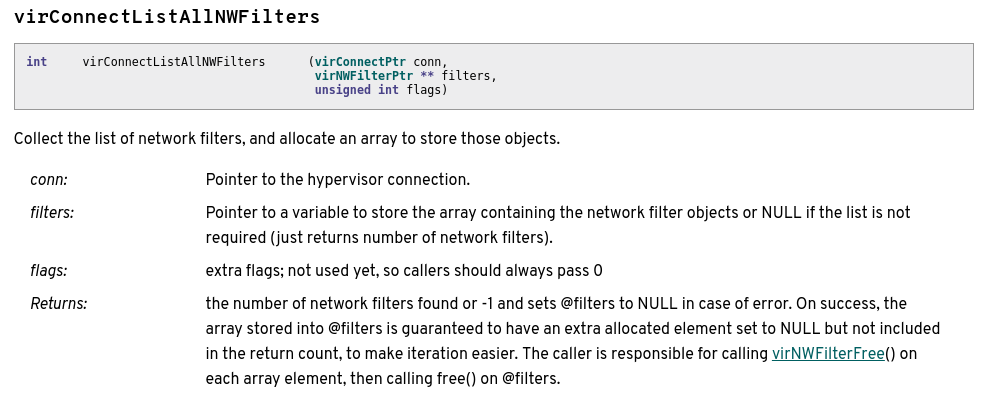 virConnectListAllNWFilters
int virConnectListAllNWFilters (virConnectPtr conn,
virNWFilterPtr ** filters,
unsigned int flags)
Collect the list of network filters, and allocate an array to store those objects.
conn: Pointer to the hypervisor connection.
filters: Pointer to a variable to store the array containing the network filter objects or NULL if the list is not
required (just returns number of network filters).
flags: extra flags; not used yet, so callers should always pass 0
Returns: the number of network filters found or -1 and sets @filters to NULL in case of error. On success, the
array stored into @filters is guaranteed to have an extra allocated element set to NULL but not included
in the return count, to make iteration easier. The caller is responsible for calling virNWFilterFree() on
each array element, then calling free() on @filters.